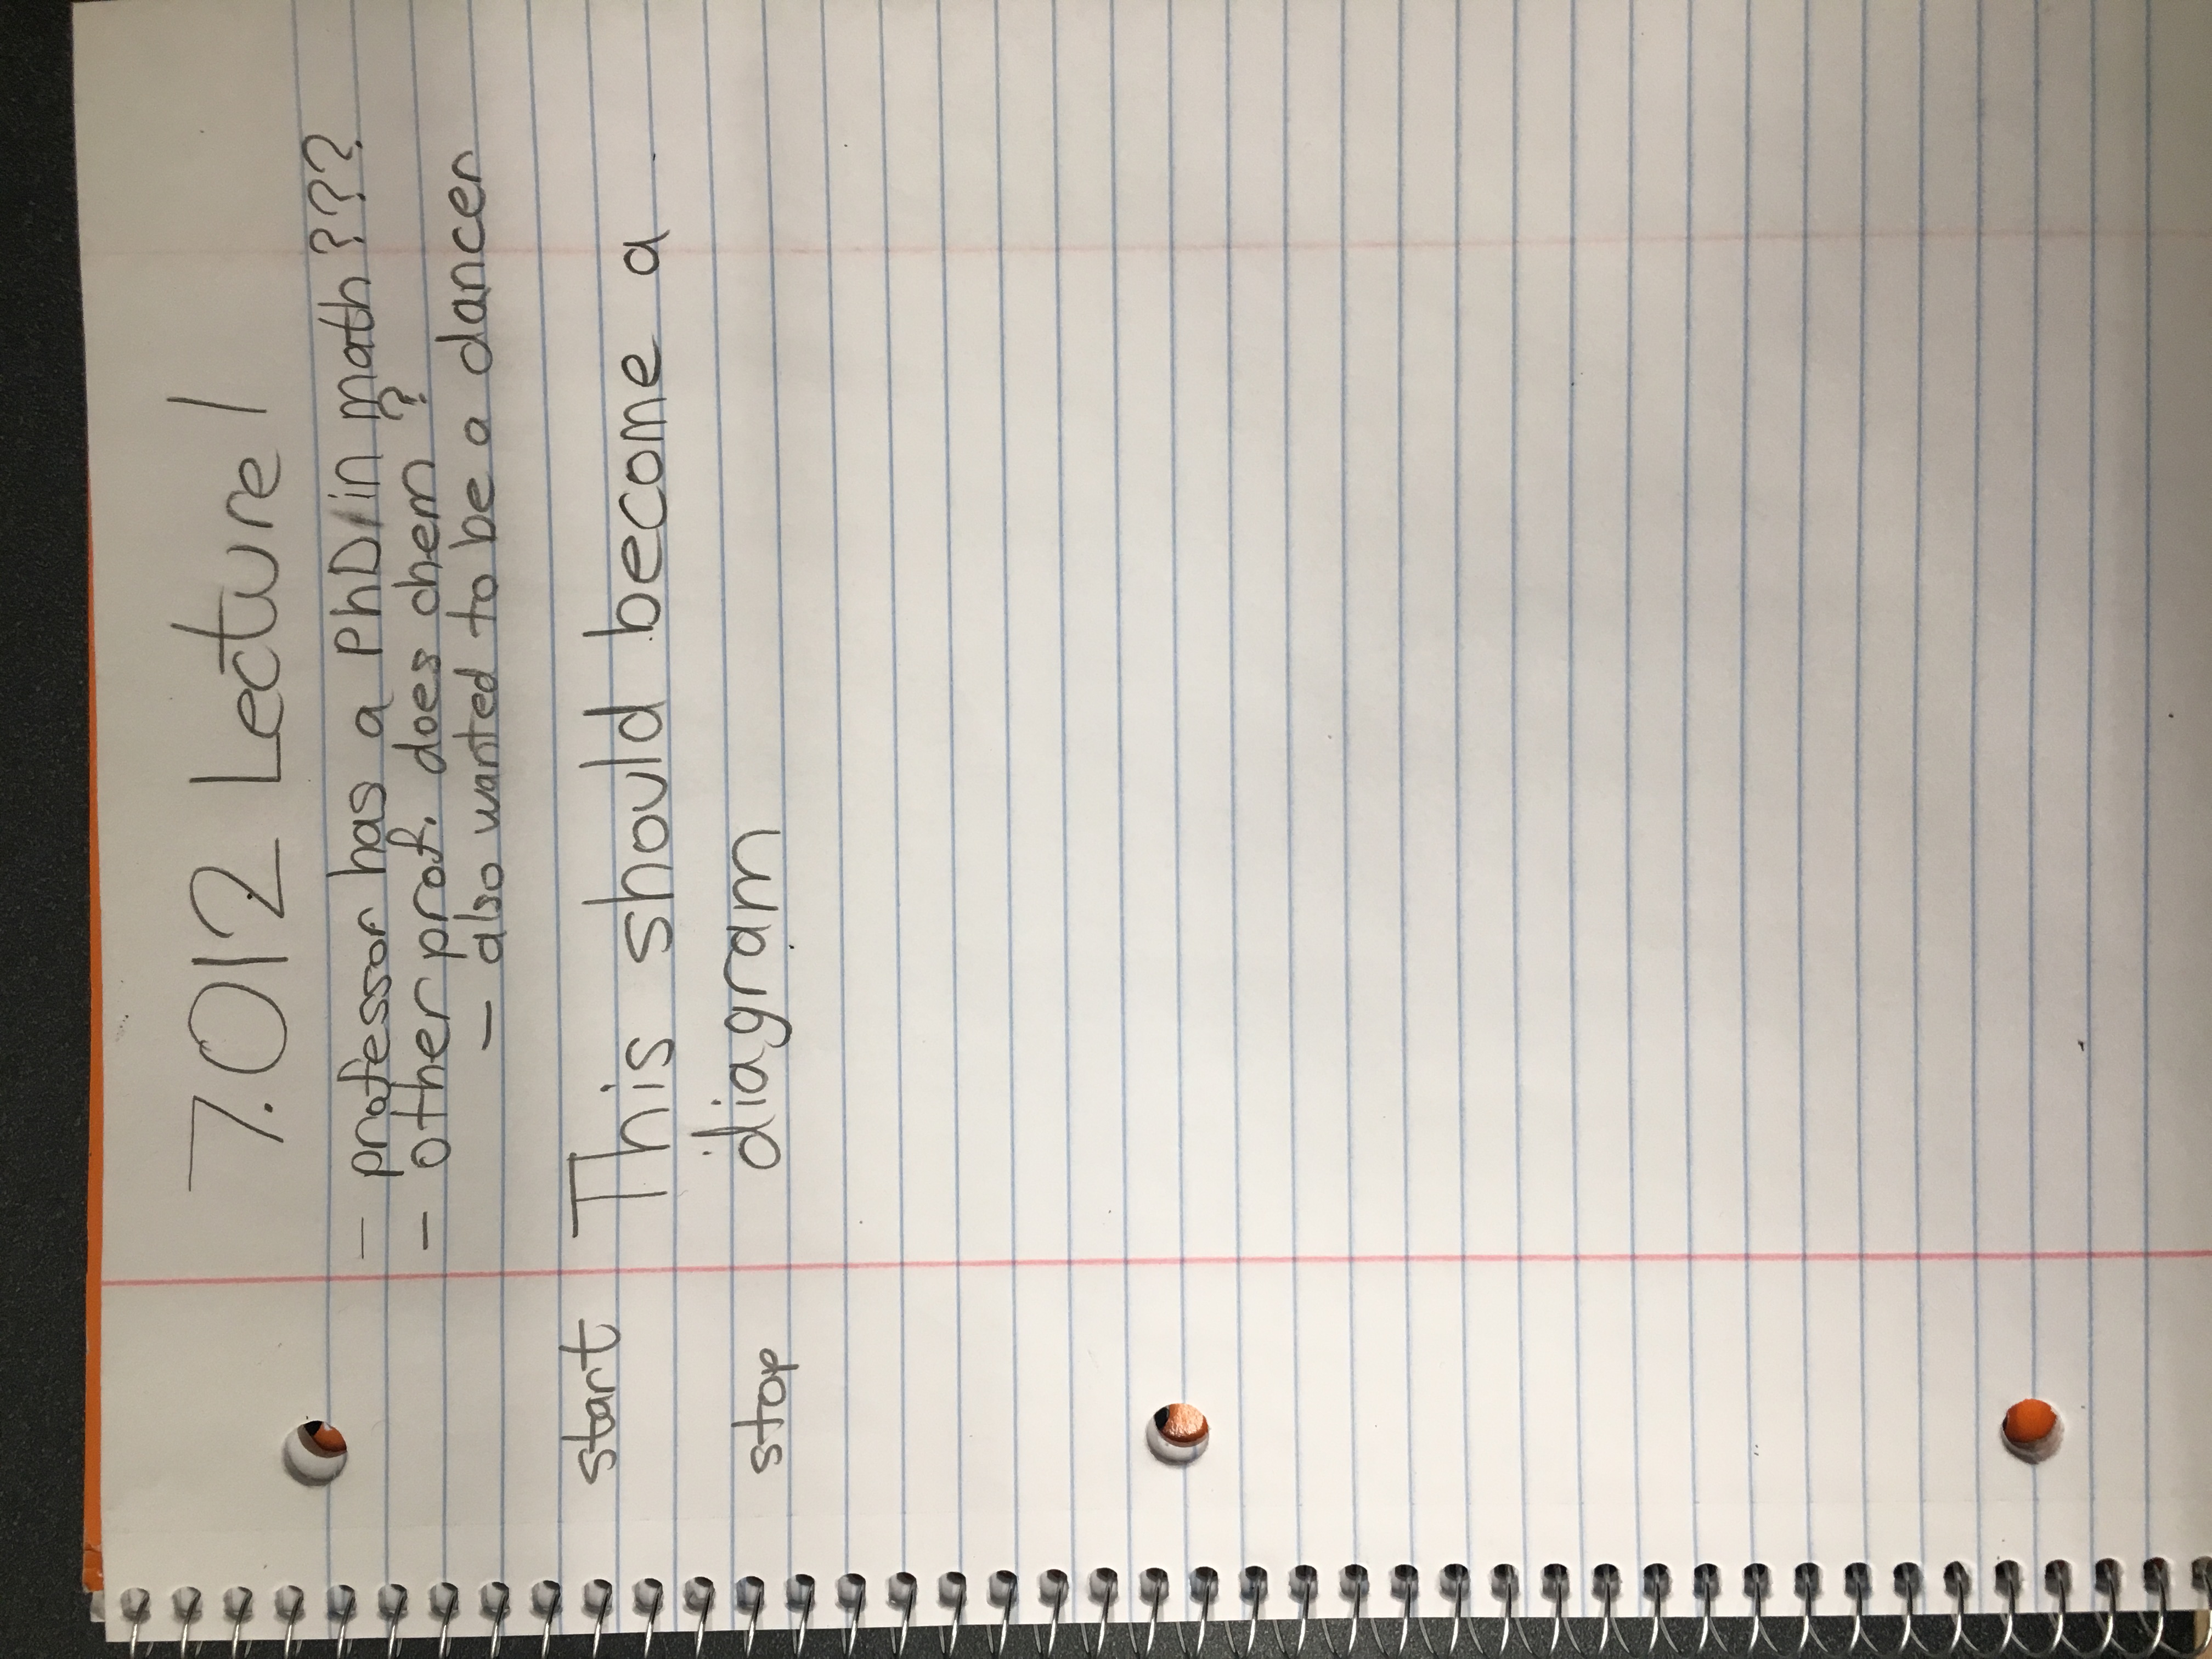 7.012 Lecture 1
- professor has a PhD in math???
- other prof. does chem?
- also wanted to be a dancer
start This should become a
stop diagram